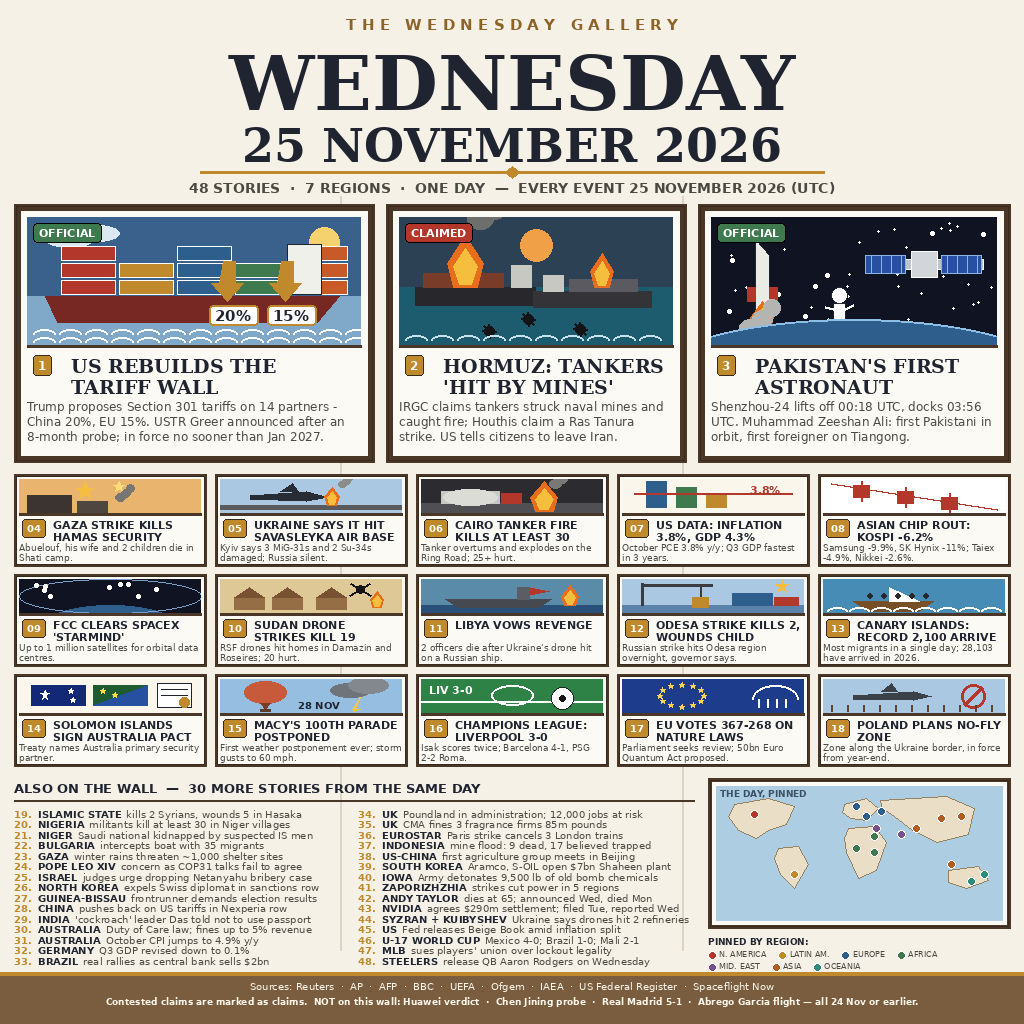 THE WEDNESDAY GALLERY
WEDNESDAY
25 NOVEMBER 2026
48 STORIES · 7 REGIONS · ONE DAY — EVERY EVENT 25 NOVEMBER 2026 (UTC)
OFFICIAL
20%
15%
1
US REBUILDS THE
TARIFF WALL
Trump proposes Section 301 tariffs on 14 partners -
China 20%, EU 15%. USTR Greer announced after an
8-month probe; in force no sooner than Jan 2027.
CLAIMED
2
HORMUZ: TANKERS
'HIT BY MINES'
IRGC claims tankers struck naval mines and
caught fire; Houthis claim a Ras Tanura
strike. US tells citizens to leave Iran.
OFFICIAL
3
PAKISTAN'S FIRST
ASTRONAUT
Shenzhou-24 lifts off 00:18 UTC, docks 03:56
UTC. Muhammad Zeeshan Ali: first Pakistani in
orbit, first foreigner on Tiangong.
04
GAZA STRIKE KILLS
HAMAS SECURITY
Abuelouf, his wife and 2 children die in
Shati camp.
05
UKRAINE SAYS IT HIT
SAVASLEYKA AIR BASE
Kyiv says 3 MiG-31s and 2 Su-34s
damaged; Russia silent.
06
CAIRO TANKER FIRE
KILLS AT LEAST 30
Tanker overturns and explodes on the
Ring Road; 25+ hurt.
3.8%
07
US DATA: INFLATION
3.8%, GDP 4.3%
October PCE 3.8% y/y; Q3 GDP fastest
in 3 years.
08
ASIAN CHIP ROUT:
KOSPI -6.2%
Samsung -9.9%, SK Hynix -11%; Taiex
-4.9%, Nikkei -2.6%.
09
FCC CLEARS SPACEX
'STARMIND'
Up to 1 million satellites for orbital data
centres.
10
SUDAN DRONE
STRIKES KILL 19
RSF drones hit homes in Damazin and
Roseires; 20 hurt.
11
LIBYA VOWS REVENGE
2 officers die after Ukraine's drone hit
on a Russian ship.
12
ODESA STRIKE KILLS 2,
WOUNDS CHILD
Russian strike hits Odesa region
overnight, governor says.
13
CANARY ISLANDS:
RECORD 2,100 ARRIVE
Most migrants in a single day; 28,103
have arrived in 2026.
14
SOLOMON ISLANDS
SIGN AUSTRALIA PACT
Treaty names Australia primary security
partner.
28 NOV
15
MACY'S 100TH PARADE
POSTPONED
First weather postponement ever; storm
gusts to 60 mph.
LIV 3-0
16
CHAMPIONS LEAGUE:
LIVERPOOL 3-0
Isak scores twice; Barcelona 4-1, PSG
2-2 Roma.
17
EU VOTES 367-268 ON
NATURE LAWS
Parliament seeks review; 50bn Euro
Quantum Act proposed.
18
POLAND PLANS NO-FLY
ZONE
Zone along the Ukraine border, in force
from year-end.
ALSO ON THE WALL — 30 MORE STORIES FROM THE SAME DAY
19. ISLAMIC STATE kills 2 Syrians, wounds 5 in Hasaka
20. NIGERIA militants kill at least 30 in Niger villages
21. NIGER Saudi national kidnapped by suspected IS men
22. BULGARIA intercepts boat with 35 migrants
23. GAZA winter rains threaten ~1,000 shelter sites
24. POPE LEO XIV concern as COP31 talks fail to agree
25. ISRAEL judges urge dropping Netanyahu bribery case
26. NORTH KOREA expels Swiss diplomat in sanctions row
27. GUINEA-BISSAU frontrunner demands election results
28. CHINA pushes back on US tariffs in Nexperia row
29. INDIA 'cockroach' leader Das told not to use passport
30. AUSTRALIA Duty of Care law; fines up to 5% revenue
31. AUSTRALIA October CPI jumps to 4.9% y/y
32. GERMANY Q3 GDP revised down to 0.1%
33. BRAZIL real rallies as central bank sells $2bn
34. UK Poundland in administration; 12,000 jobs at risk
35. UK CMA fines 3 fragrance firms 85m pounds
36. EUROSTAR Paris strike cancels 3 London trains
37. INDONESIA mine flood: 9 dead, 17 believed trapped
38. US-CHINA first agriculture group meets in Beijing
39. SOUTH KOREA Aramco, S-OIL open $7bn Shaheen plant
40. IOWA Army detonates 9,500 lb of old bomb chemicals
41. ZAPORIZHZHIA strikes cut power in 5 regions
42. ANDY TAYLOR dies at 65; announced Wed, died Mon
43. NVIDIA agrees $290m settlement; filed Tue, reported Wed
44. SYZRAN + KUIBYSHEV Ukraine says drones hit 2 refineries
45. US Fed releases Beige Book amid inflation split
46. U-17 WORLD CUP Mexico 4-0; Brazil 1-0; Mali 2-1
47. MLB sues players' union over lockout legality
48. STEELERS release QB Aaron Rodgers on Wednesday
THE DAY, PINNED
PINNED BY REGION:
N. AMERICA LATIN AM. EUROPE AFRICA
MID. EAST ASIA OCEANIA
Sources: Reuters · AP · AFP · BBC · UEFA · Ofgem · IAEA · US Federal Register · Spaceflight Now
Contested claims are marked as claims. NOT on this wall: Huawei verdict · Chen Jining probe · Real Madrid 5-1 · Abrego Garcia flight — all 24 Nov or earlier.